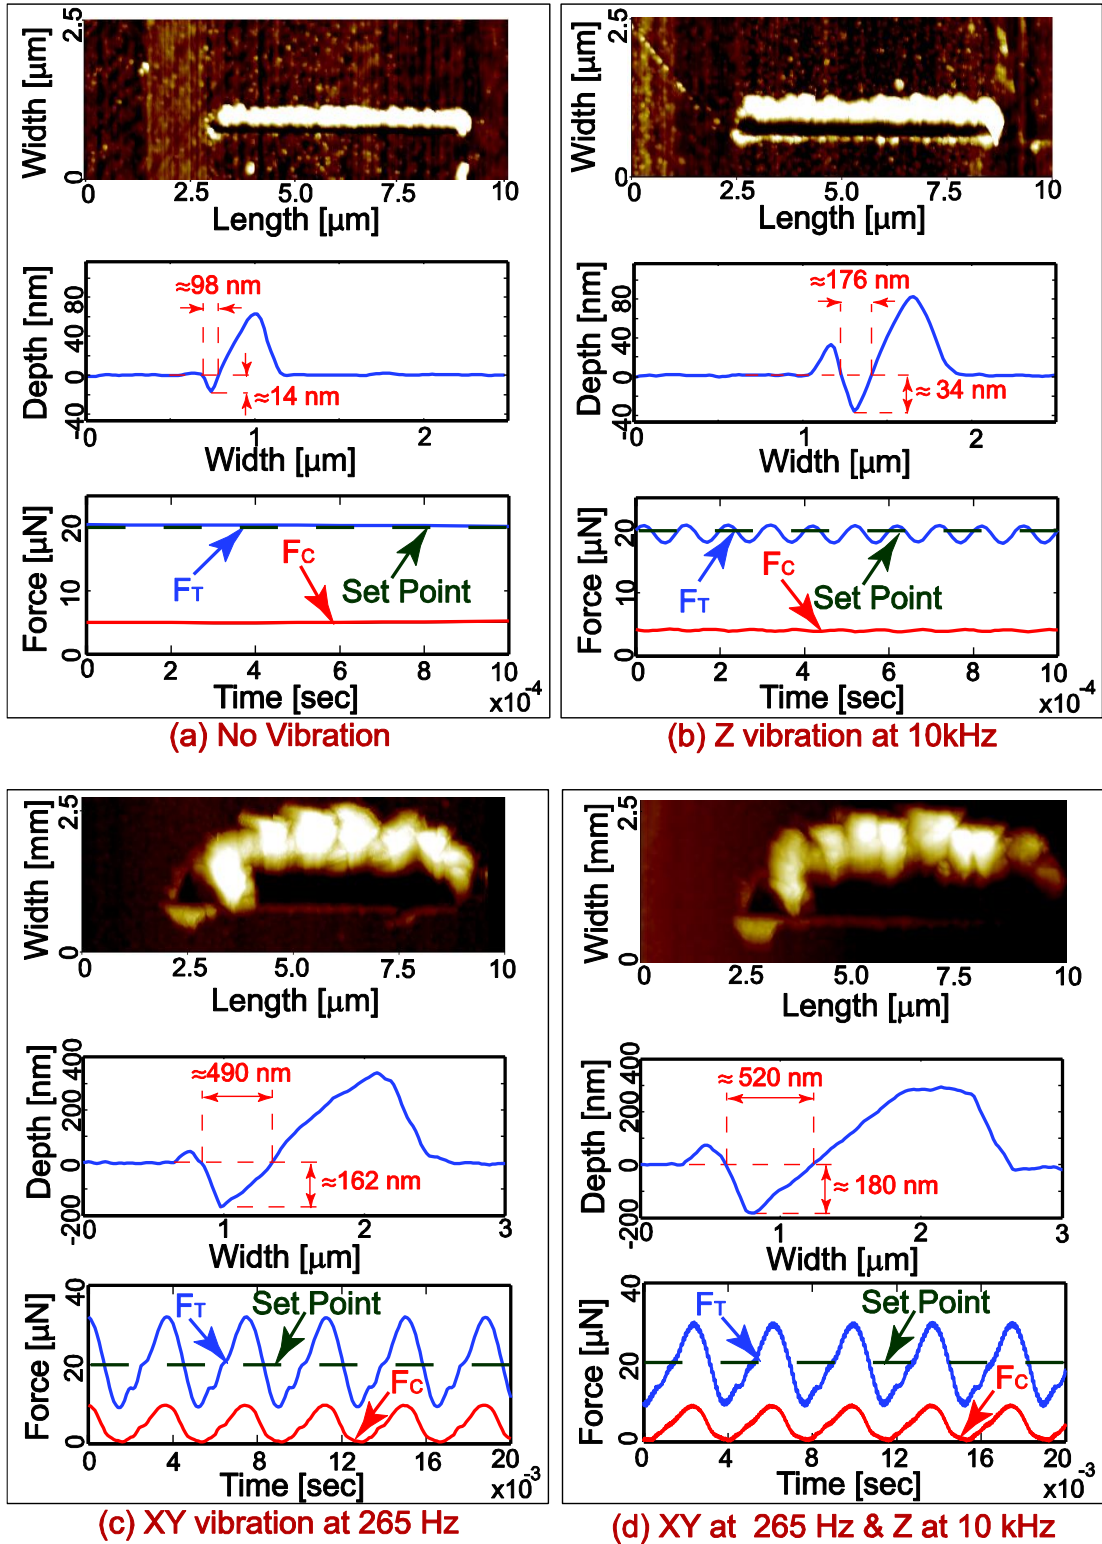 2.5
Width [μm]
0
0 2.5 5.0 7.5 10
Length [μm]
≈98 nm
Depth [nm]
80
40
0
-40
≈14 nm
0 1 2
Width [μm]
Force [μN]
20
10
0
FT
FC
Set Point
0 2 4 6 8 10
Time [sec]
x10-4
(a) No Vibration
2.5
Width [μm]
0
0 2.5 5.0 7.5 10
Length [μm]
≈176 nm
Depth [nm]
80
40
0
-40
≈ 34 nm
0 1 2
Width [μm]
Force [μN]
20
10
0
FC
FT
Set Point
0 2 4 6 8 10
Time [sec]
x10-4
(b) Z vibration at 10kHz
2.5
Width [mm]
0
0 2.5 5.0 7.5 10
Length [μm]
≈490 nm
Depth [nm]
400
200
0
-200
≈162 nm
0 1 2 3
Width [μm]
Force [μN]
40
20
0
FT
Set Point
FC
0 4 8 12 16 20
Time [sec]
x10-3
(c) XY vibration at 265 Hz
2.5
Width [mm]
0
0 2.5 5.0 7.5 10
Length [μm]
≈ 520 nm
Depth [nm]
400
200
0
-200
≈ 180 nm
0 1 2 3
Width [μm]
Force [μN]
40
20
0
FT
Set Point
FC
0 4 8 12 16 20
Time [sec]
x10-3
(d) XY at 265 Hz & Z at 10 kHz